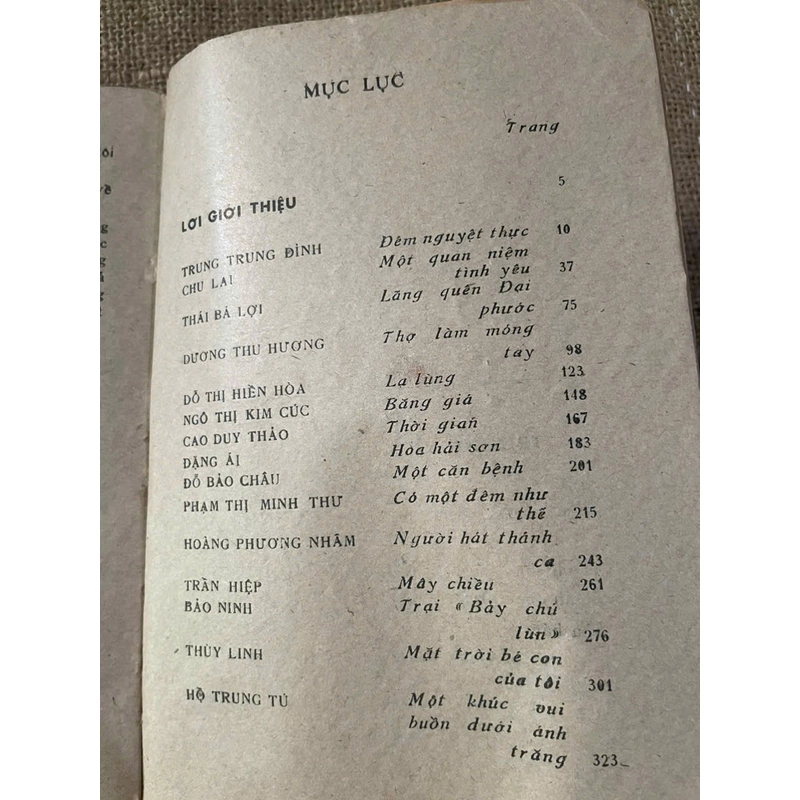 MỤC LỤC
Trang
5
LỜI GIỚI THIỆU
TRUNG TRUNG ĐỈNH Đêm nguyệt thực 10
CHU LAI Một quan niệm
tình yêu 37
THÁI BÁ LỢI Lăng quến Đại
phước 75
DƯƠNG THU HƯƠNG Thợ làm móng
tay 98
ĐỖ THỊ HIỀN HÒA Lạ lùng 123
NGÔ THỊ KIM CÚC Băng giá 148
CAO DUY THẢO Thời gian 167
ĐẶNG ÁI Hoa hải sơn 183
ĐỖ BẢO CHÂU Một căn bệnh 201
PHẠM THỊ MINH THƯ Có một đêm như
thế 215
HOÀNG PHƯƠNG NHÂM Người hát thánh
ca 243
TRẦN HIỆP Mây chiều 261
BẢO NINH Trại « Bảy chú
lùn » 276
THÙY LINH Mặt trời bé con
của tôi 301
HỒ TRUNG TÚ Một khúc vui
buồn dưới ánh
trăng 323